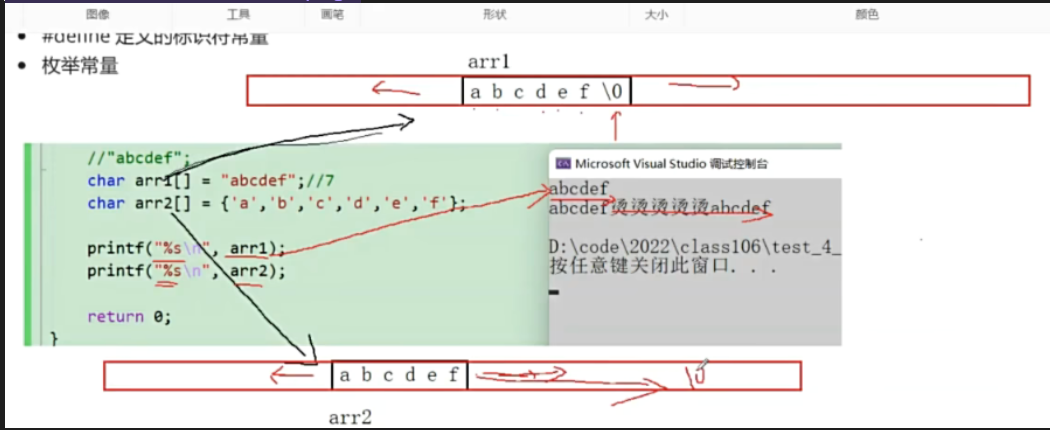 图像 工具 画笔 形状 大小 颜色
#define 定义的标识符常量
枚举常量
arr1
a b c d e f \0
//"abcdef";
char arr1[] = "abcdef";//7
char arr2[] = {'a','b','c','d','e','f'};
printf("%s\n", arr1);
printf("%s\n", arr2);
return 0;
}
Microsoft Visual Studio 调试控制台
abcdef
abcdef烫烫烫烫烫abcdef
D:\code\2022\class106\test_4_
按任意键关闭此窗口. . .
a b c d e f
\0
arr2